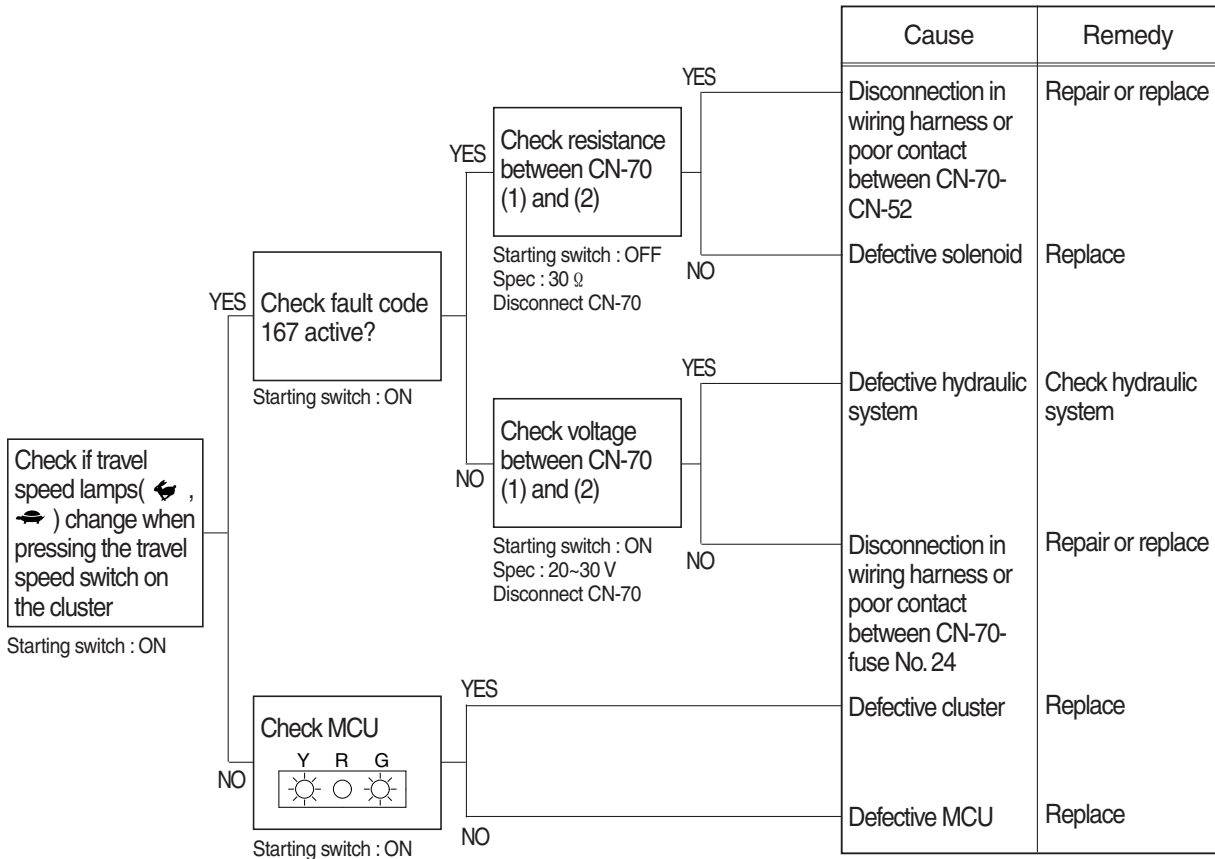 Cause
Remedy
YES
Disconnection in
wiring harness or
poor contact
between CN-70-
CN-52
Repair or replace
YES
Check resistance
between CN-70
(1) and (2)
Starting switch : OFF
Spec : 30 Ω
Disconnect CN-70
NO
Defective solenoid
Replace
YES
Check fault code
167 active?
Starting switch : ON
YES
Defective hydraulic
system
Check hydraulic
system
Check voltage
between CN-70
(1) and (2)
NO
Starting switch : ON
Spec : 20~30 V
Disconnect CN-70
NO
Disconnection in
wiring harness or
poor contact
between CN-70-
fuse No. 24
Repair or replace
Check if travel
speed lamps( ,
) change when
pressing the travel
speed switch on
the cluster
Starting switch : ON
YES
Defective cluster
Replace
Check MCU
Y R G
NO
Starting switch : ON
NO
Defective MCU
Replace